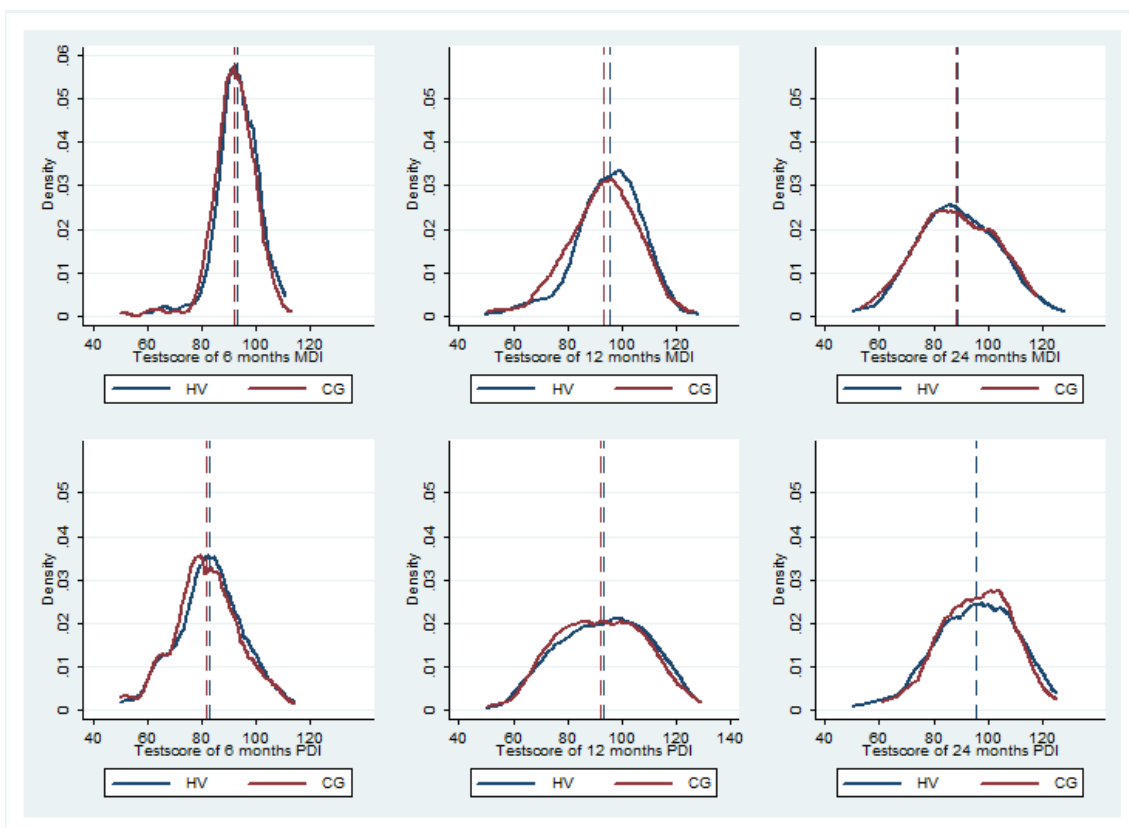 .06
.05
.04
.03
.02
.01
0
Density
40 60 80 100 120
Testscore of 6 months MDI
HV CG
.05
.04
.03
.02
.01
0
Density
40 60 80 100 120
Testscore of 12 months MDI
HV CG
.05
.04
.03
.02
.01
0
Density
40 60 80 100 120
Testscore of 24 months MDI
HV CG
.05
.04
.03
.02
.01
0
Density
40 60 80 100 120
Testscore of 6 months PDI
HV CG
.05
.04
.03
.02
.01
0
Density
40 60 80 100 120 140
Testscore of 12 months PDI
HV CG
.05
.04
.03
.02
.01
0
Density
40 60 80 100 120
Testscore of 24 months PDI
HV CG